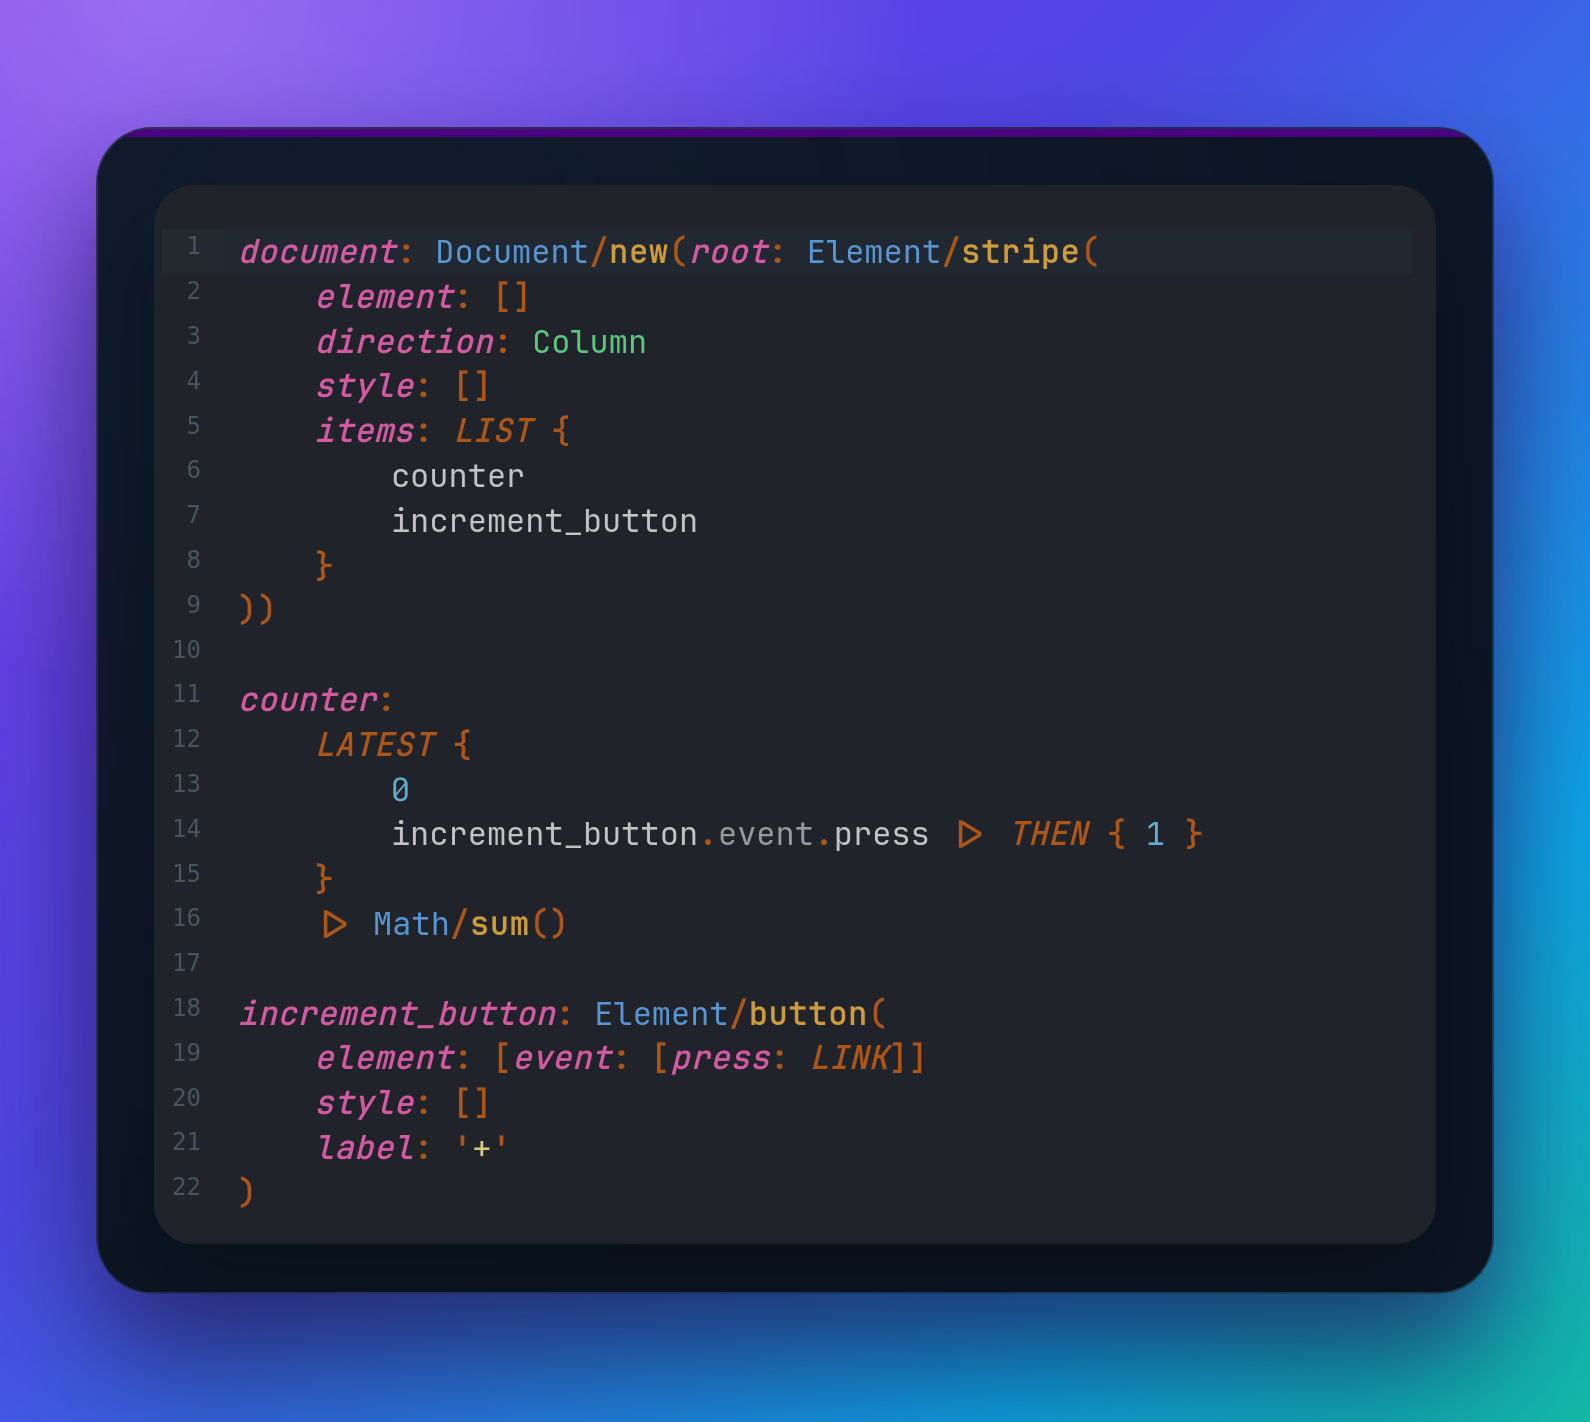 1 document: Document/new(root: Element/stripe(
2     element: []
3     direction: Column
4     style: []
5     items: LIST {
6         counter
7         increment_button
8     }
9 ))
10
11 counter:
12     LATEST {
13         0
14         increment_button.event.press ▷ THEN { 1 }
15     }
16     ▷ Math/sum()
17
18 increment_button: Element/button(
19     element: [event: [press: LINK]]
20     style: []
21     label: '+'
22 )